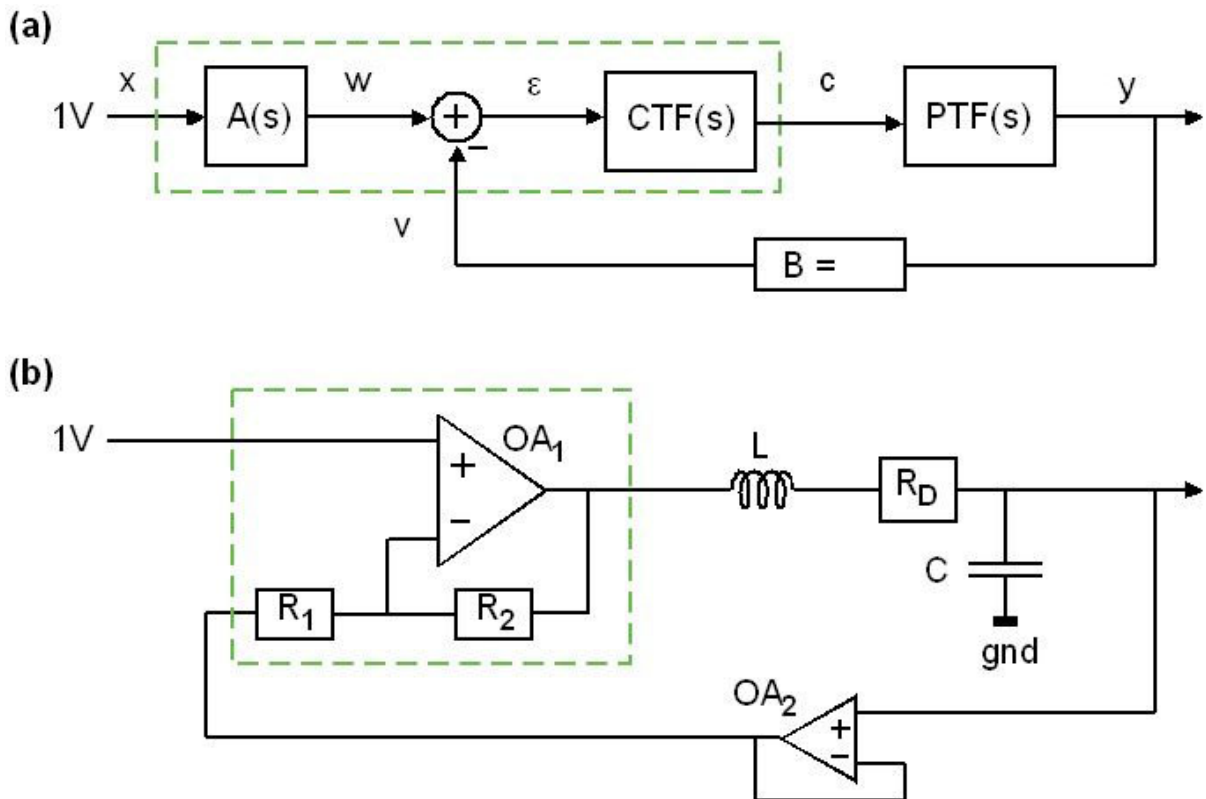 (a)
x w ε c y
1V A(s) + CTF(s) PTF(s)
−
v
B =
(b)
1V OA1 L
+ RD
−
C
R1 R2
gnd
OA2
+
−